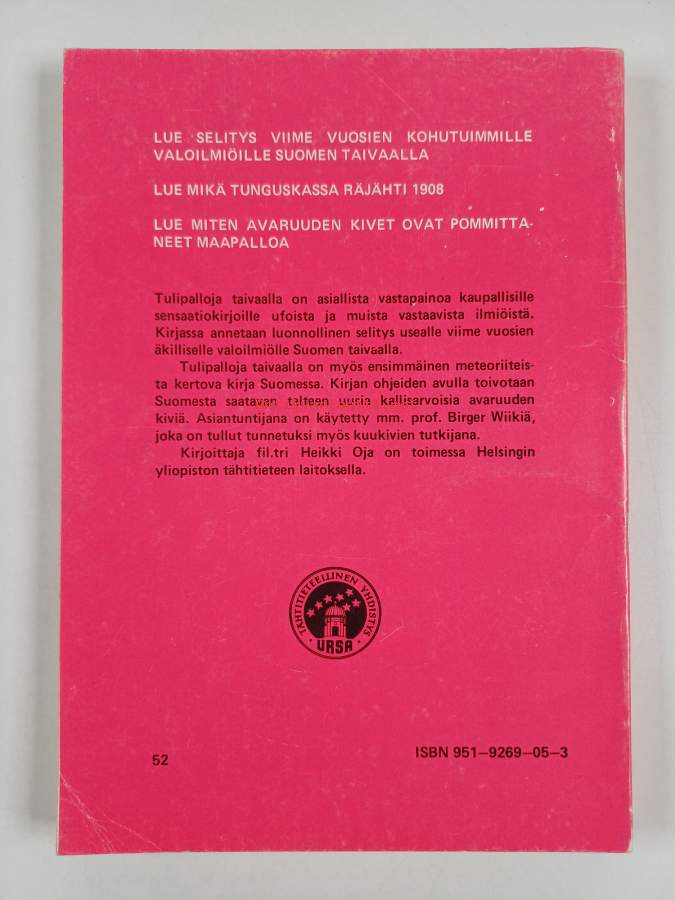 LUE SELITYS VIIME VUOSIEN KOHUTUIMMILLE
VALOILMIÖILLE SUOMEN TAIVAALLA
LUE MIKÄ TUNGUSKASSA RÄJÄHTI 1908
LUE MITEN AVARUUDEN KIVET OVAT POMMITTA-
NEET MAAPALLOA
Tulipalloja taivaalla on asiallista vastapainoa kaupallisille
sensaatiokirjoille ufoista ja muista vastaavista ilmiöistä.
Kirjassa annetaan luonnollinen selitys usealle viime vuosien
äkilliselle valoilmiölle Suomen taivaalla.
Tulipalloja taivaalla on myös ensimmäinen meteoriiteis-
ta kertova kirja Suomessa. Kirjan ohjeiden avulla toivotaan
Suomesta saatavan talteen uusia kallisarvoisia avaruuden
kiviä. Asiantuntijana on käytetty mm. prof. Birger Wiikiä,
joka on tullut tunnetuksi myös kuukivien tutkijana.
Kirjoittaja fil.tri Heikki Oja on toimessa Helsingin
yliopiston tähtitieteen laitoksella.
TÄHTITIETEELLINEN YHDISTYS
URSA
52
ISBN 951–9269–05–3